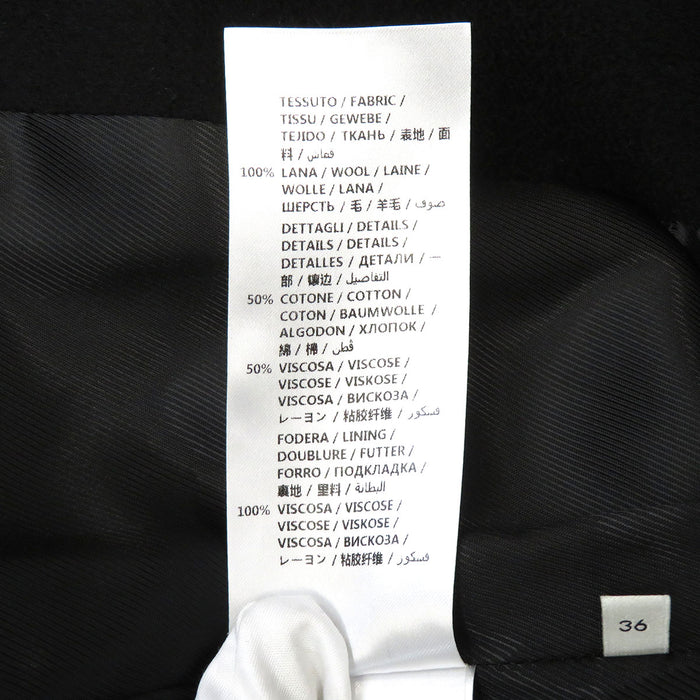 TESSUTO / FABRIC /
TISSU / GEWEBE /
TEJIDO / ТКАНЬ / 表地 / 面
料 / قماش /
100% LANA / WOOL / LAINE /
WOLLE / LANA /
ШЕРСТЬ / 毛 / 羊毛 / صوف /
DETTAGLI / DETAILS /
DETAILS / DETAILS /
DETALLES / ДЕТАЛИ / 一
部 / 镶边 / التفاصيل /
50% COTONE / COTTON /
COTON / BAUMWOLLE /
ALGODON / ХЛОПОК /
綿 / 棉 / قطن /
50% VISCOSA / VISCOSE /
VISCOSE / VISKOSE /
VISCOSA / ВИСКОЗА /
レーヨン / 粘胶纤维 / فسكور /
FODERA / LINING /
DOUBLURE / FUTTER /
FORRO / ПОДКЛАДКА /
裏地 / 里料 / البطانة /
100% VISCOSA / VISCOSE /
VISCOSE / VISKOSE /
VISCOSA / ВИСКОЗА /
レーヨン / 粘胶纤维 / فسكور /
36